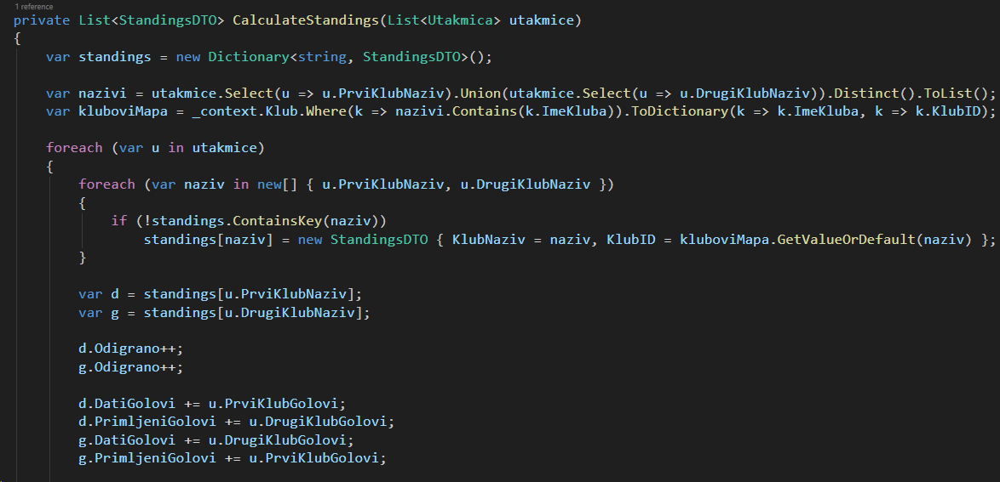 1 reference
private List<StandingsDTO> CalculateStandings(List<Utakmica> utakmice)
{
var standings = new Dictionary<string, StandingsDTO>();
var nazivi = utakmice.Select(u => u.PrviKlubNaziv).Union(utakmice.Select(u => u.DrugiKlubNaziv)).Distinct().ToList();
var kluboviMapa = _context.Klub.Where(k => nazivi.Contains(k.ImeKluba)).ToDictionary(k => k.ImeKluba, k => k.KlubID);
foreach (var u in utakmice)
{
foreach (var naziv in new[] { u.PrviKlubNaziv, u.DrugiKlubNaziv })
{
if (!standings.ContainsKey(naziv))
standings[naziv] = new StandingsDTO { KlubNaziv = naziv, KlubID = kluboviMapa.GetValueOrDefault(naziv) };
}
var d = standings[u.PrviKlubNaziv];
var g = standings[u.DrugiKlubNaziv];
d.Odigrano++;
g.Odigrano++;
d.DatiGolovi += u.PrviKlubGolovi;
d.PrimljeniGolovi += u.DrugiKlubGolovi;
g.DatiGolovi += u.DrugiKlubGolovi;
g.PrimljeniGolovi += u.PrviKlubGolovi;